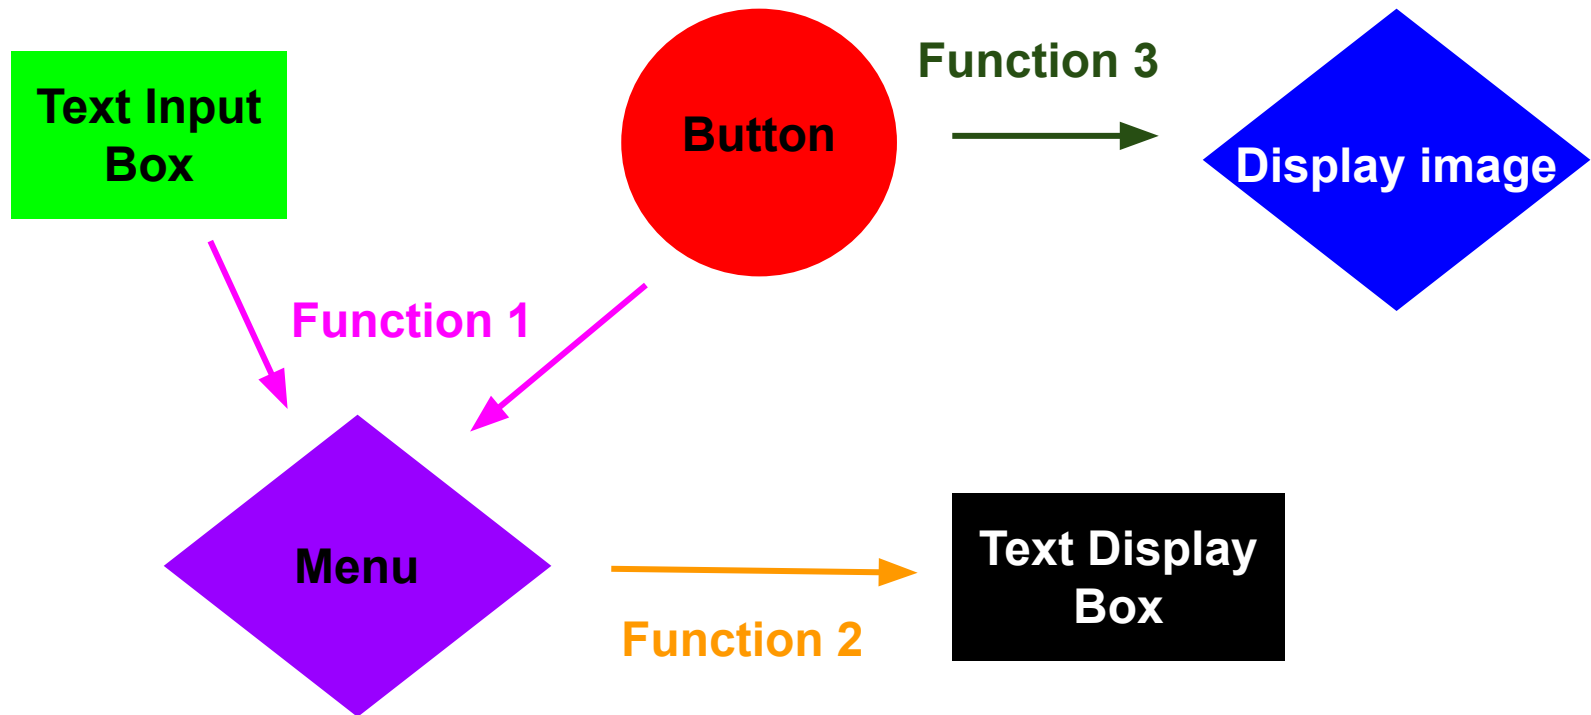 Text Input
Box
Button
Function 3
Display image
Function 1
Menu
Function 2
Text Display
Box